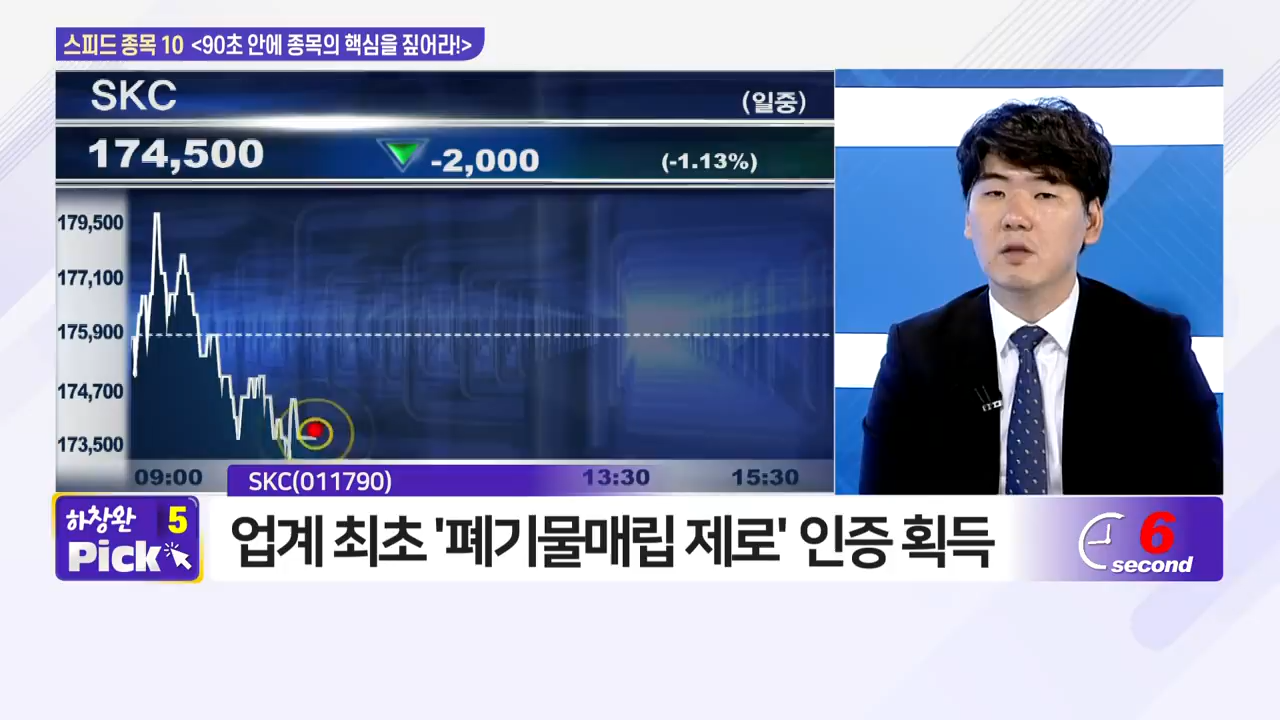 스피드 종목 10 <90초 안에 종목의 핵심을 짚어라!>
SKC
(일중)
174,500 -2,000 (-1.13%)
179,500
177,100
175,900
174,700
173,500
09:00 13:30 15:30
SKC(011790)
하창완 5
Pick
업계 최초 '폐기물매립 제로' 인증 획득
6
second